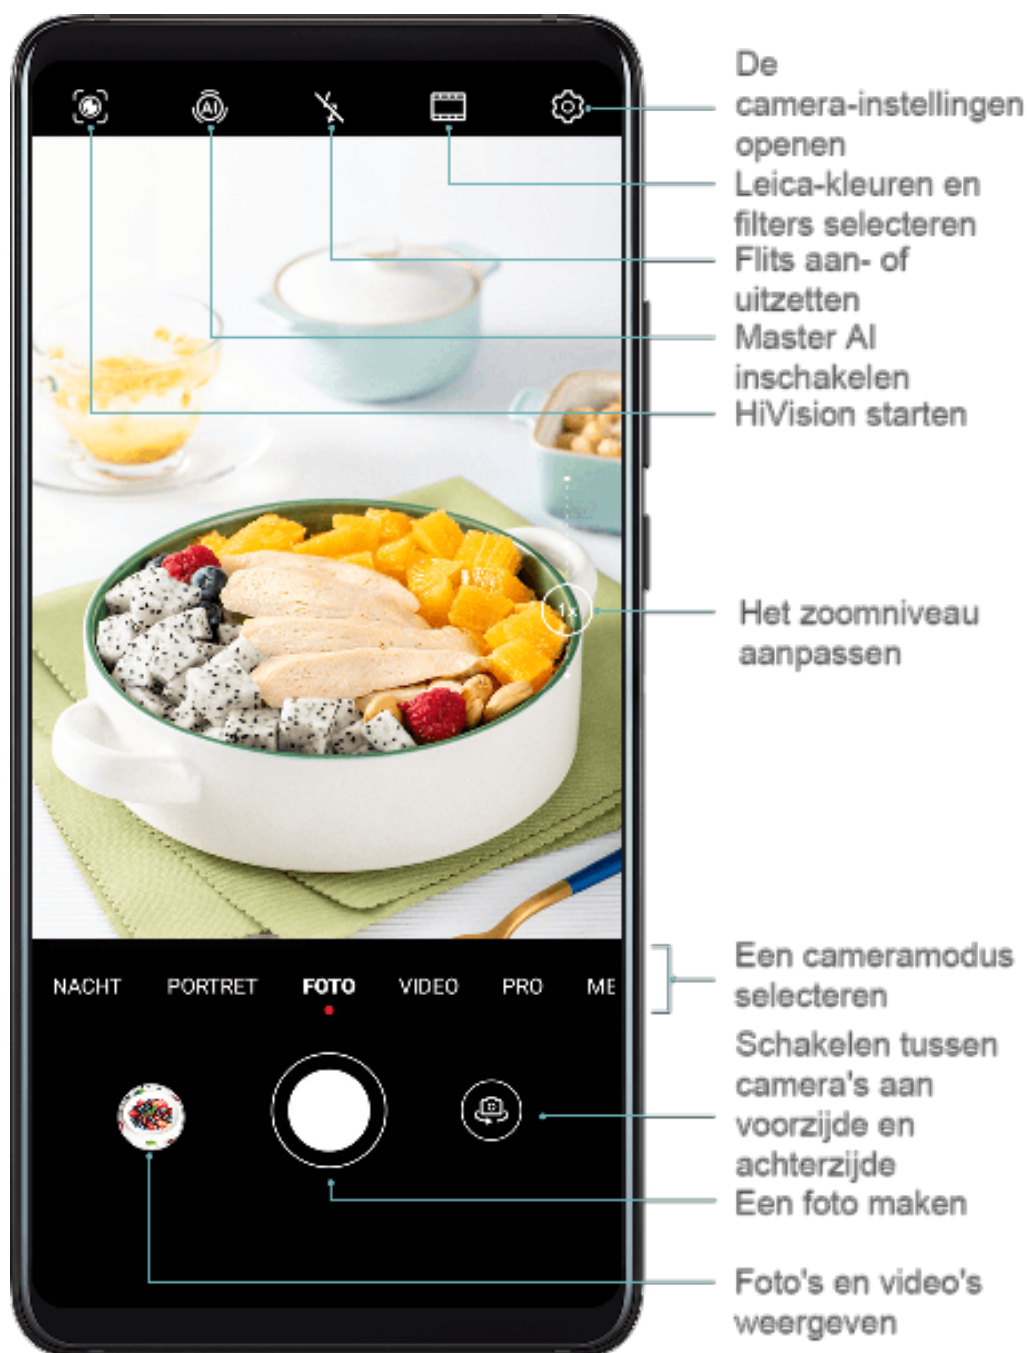 De
camera-instellingen
openen
Leica-kleuren en
filters selecteren
Flits aan- of
uitzetten
Master AI
inschakelen
HiVision starten
AI
1x
Het zoomniveau
aanpassen
NACHT PORTRET FOTO VIDEO PRO ME
Een cameramodus
selecteren
Schakelen tussen
camera's aan
voorzijde en
achterzijde
Een foto maken
Foto's en video's
weergeven